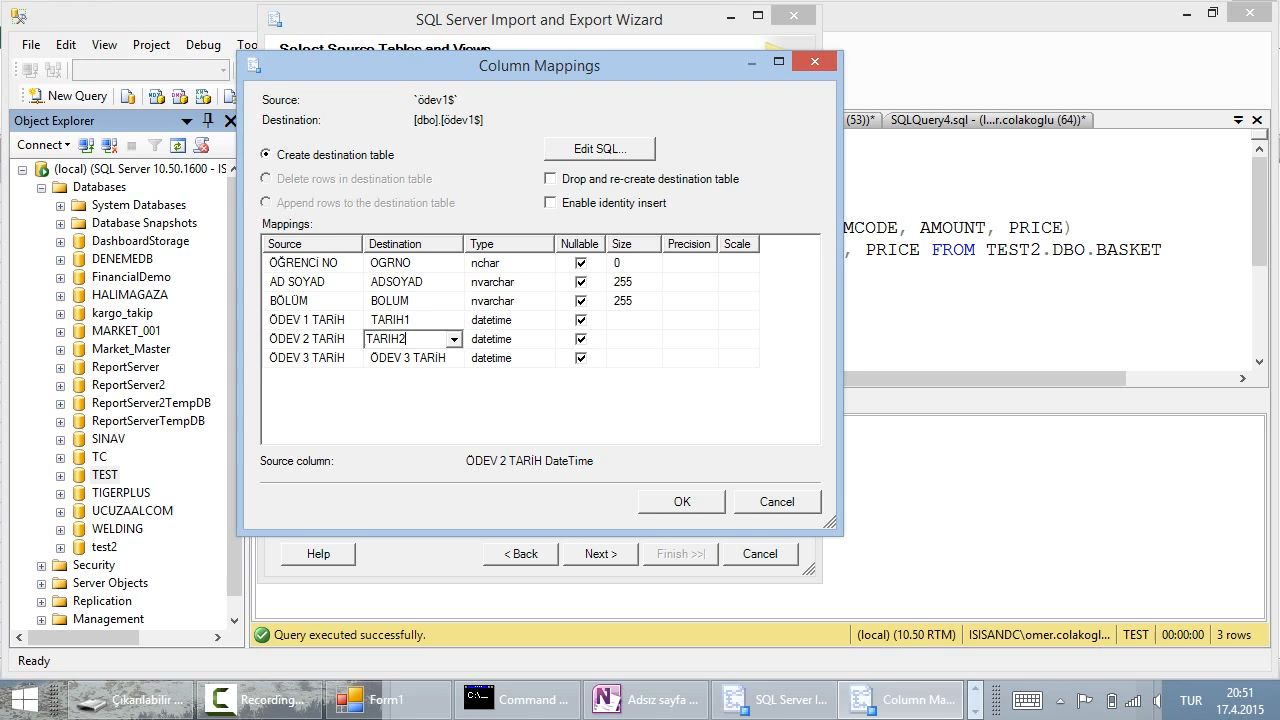 SQL Server Import and Export Wizard
File Edit View Project Debug Too
Select Source Tables and Views
Column Mappings
New Query
Source: `ödev1$`
Destination: [dbo].[ödev1$]
Object Explorer
(53))* SQLQuery4.sql - (l...r.colakoglu (64))*
Connect
Create destination table
Edit SQL...
Delete rows in destination table
Drop and re-create destination table
Append rows to the destination table
Enable identity insert
Mappings:
Source Destination Type Nullable Size Precision Scale
ÖĞRENCİ NO OGRNO nchar 0
AD SOYAD ADSOYAD nvarchar 255
BÖLÜM BOLUM nvarchar 255
ÖDEV 1 TARİH TARIH1 datetime
ÖDEV 2 TARİH TARIH2 datetime
ÖDEV 3 TARİH ÖDEV 3 TARİH datetime
Source column: ÖDEV 2 TARİH DateTime
OK Cancel
Help < Back Next > Finish >>| Cancel
MCODE, AMOUNT, PRICE)
, PRICE FROM TEST2.DBO.BASKET
(local) (SQL Server 10.50.1600 - IS
Databases
System Databases
Database Snapshots
DashboardStorage
DENEMEDB
FinancialDemo
HALIMAGAZA
kargo_takip
MARKET_001
Market_Master
ReportServer
ReportServer2
ReportServer2TempDB
ReportServerTempDB
SINAV
TC
TEST
TIGERPLUS
UCUZAALCOM
WELDING
test2
Security
Server Objects
Replication
Management
Query executed successfully.
(local) (10.50 RTM) ISISANDC\omer.colakogl... TEST 00:00:00 3 rows
Ready
Çıkarılabilir ... Recording... Form1 Command ... Adsız sayfa ... SQL Server I... Column Ma... TUR 20:51
17.4.2015